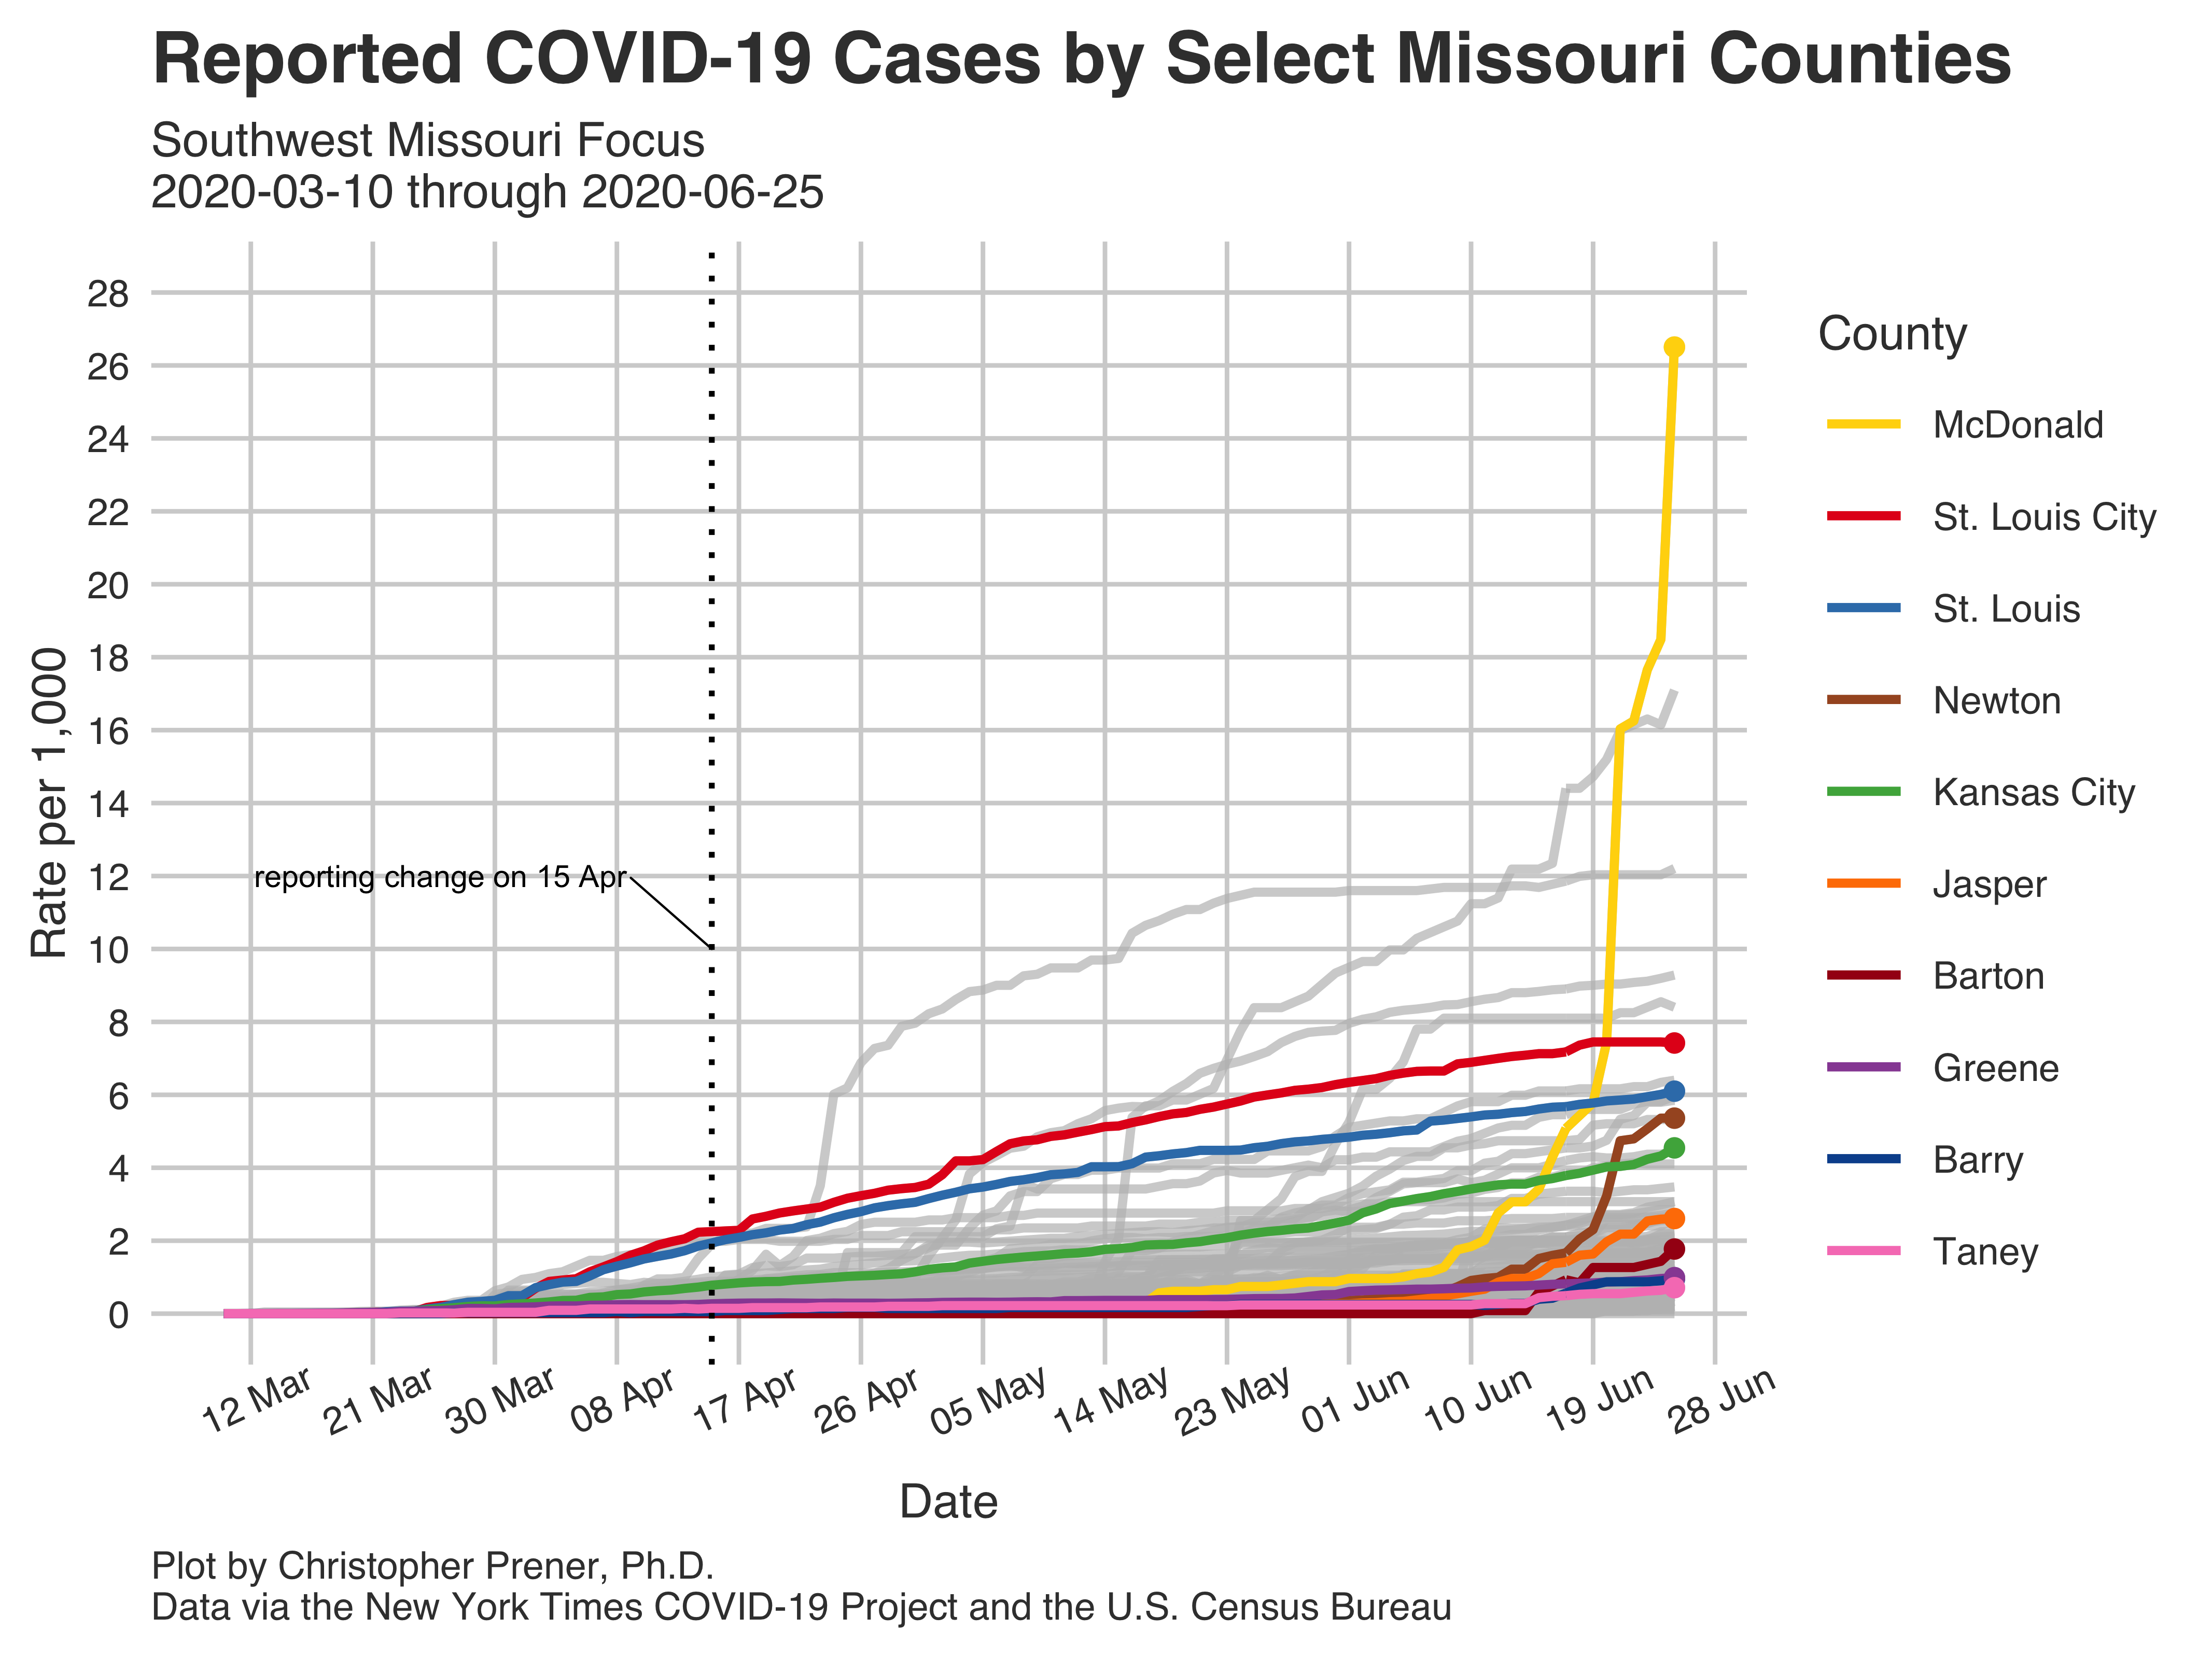 Reported COVID-19 Cases by Select Missouri Counties
Southwest Missouri Focus
2020-03-10 through 2020-06-25
Rate per 1,000
28
26
24
22
20
18
16
14
12
10
8
6
4
2
0
reporting change on 15 Apr
12 Mar
21 Mar
30 Mar
08 Apr
17 Apr
26 Apr
05 May
14 May
23 May
01 Jun
10 Jun
19 Jun
28 Jun
Date
County
McDonald
St. Louis City
St. Louis
Newton
Kansas City
Jasper
Barton
Greene
Barry
Taney
Plot by Christopher Prener, Ph.D.
Data via the New York Times COVID-19 Project and the U.S. Census Bureau